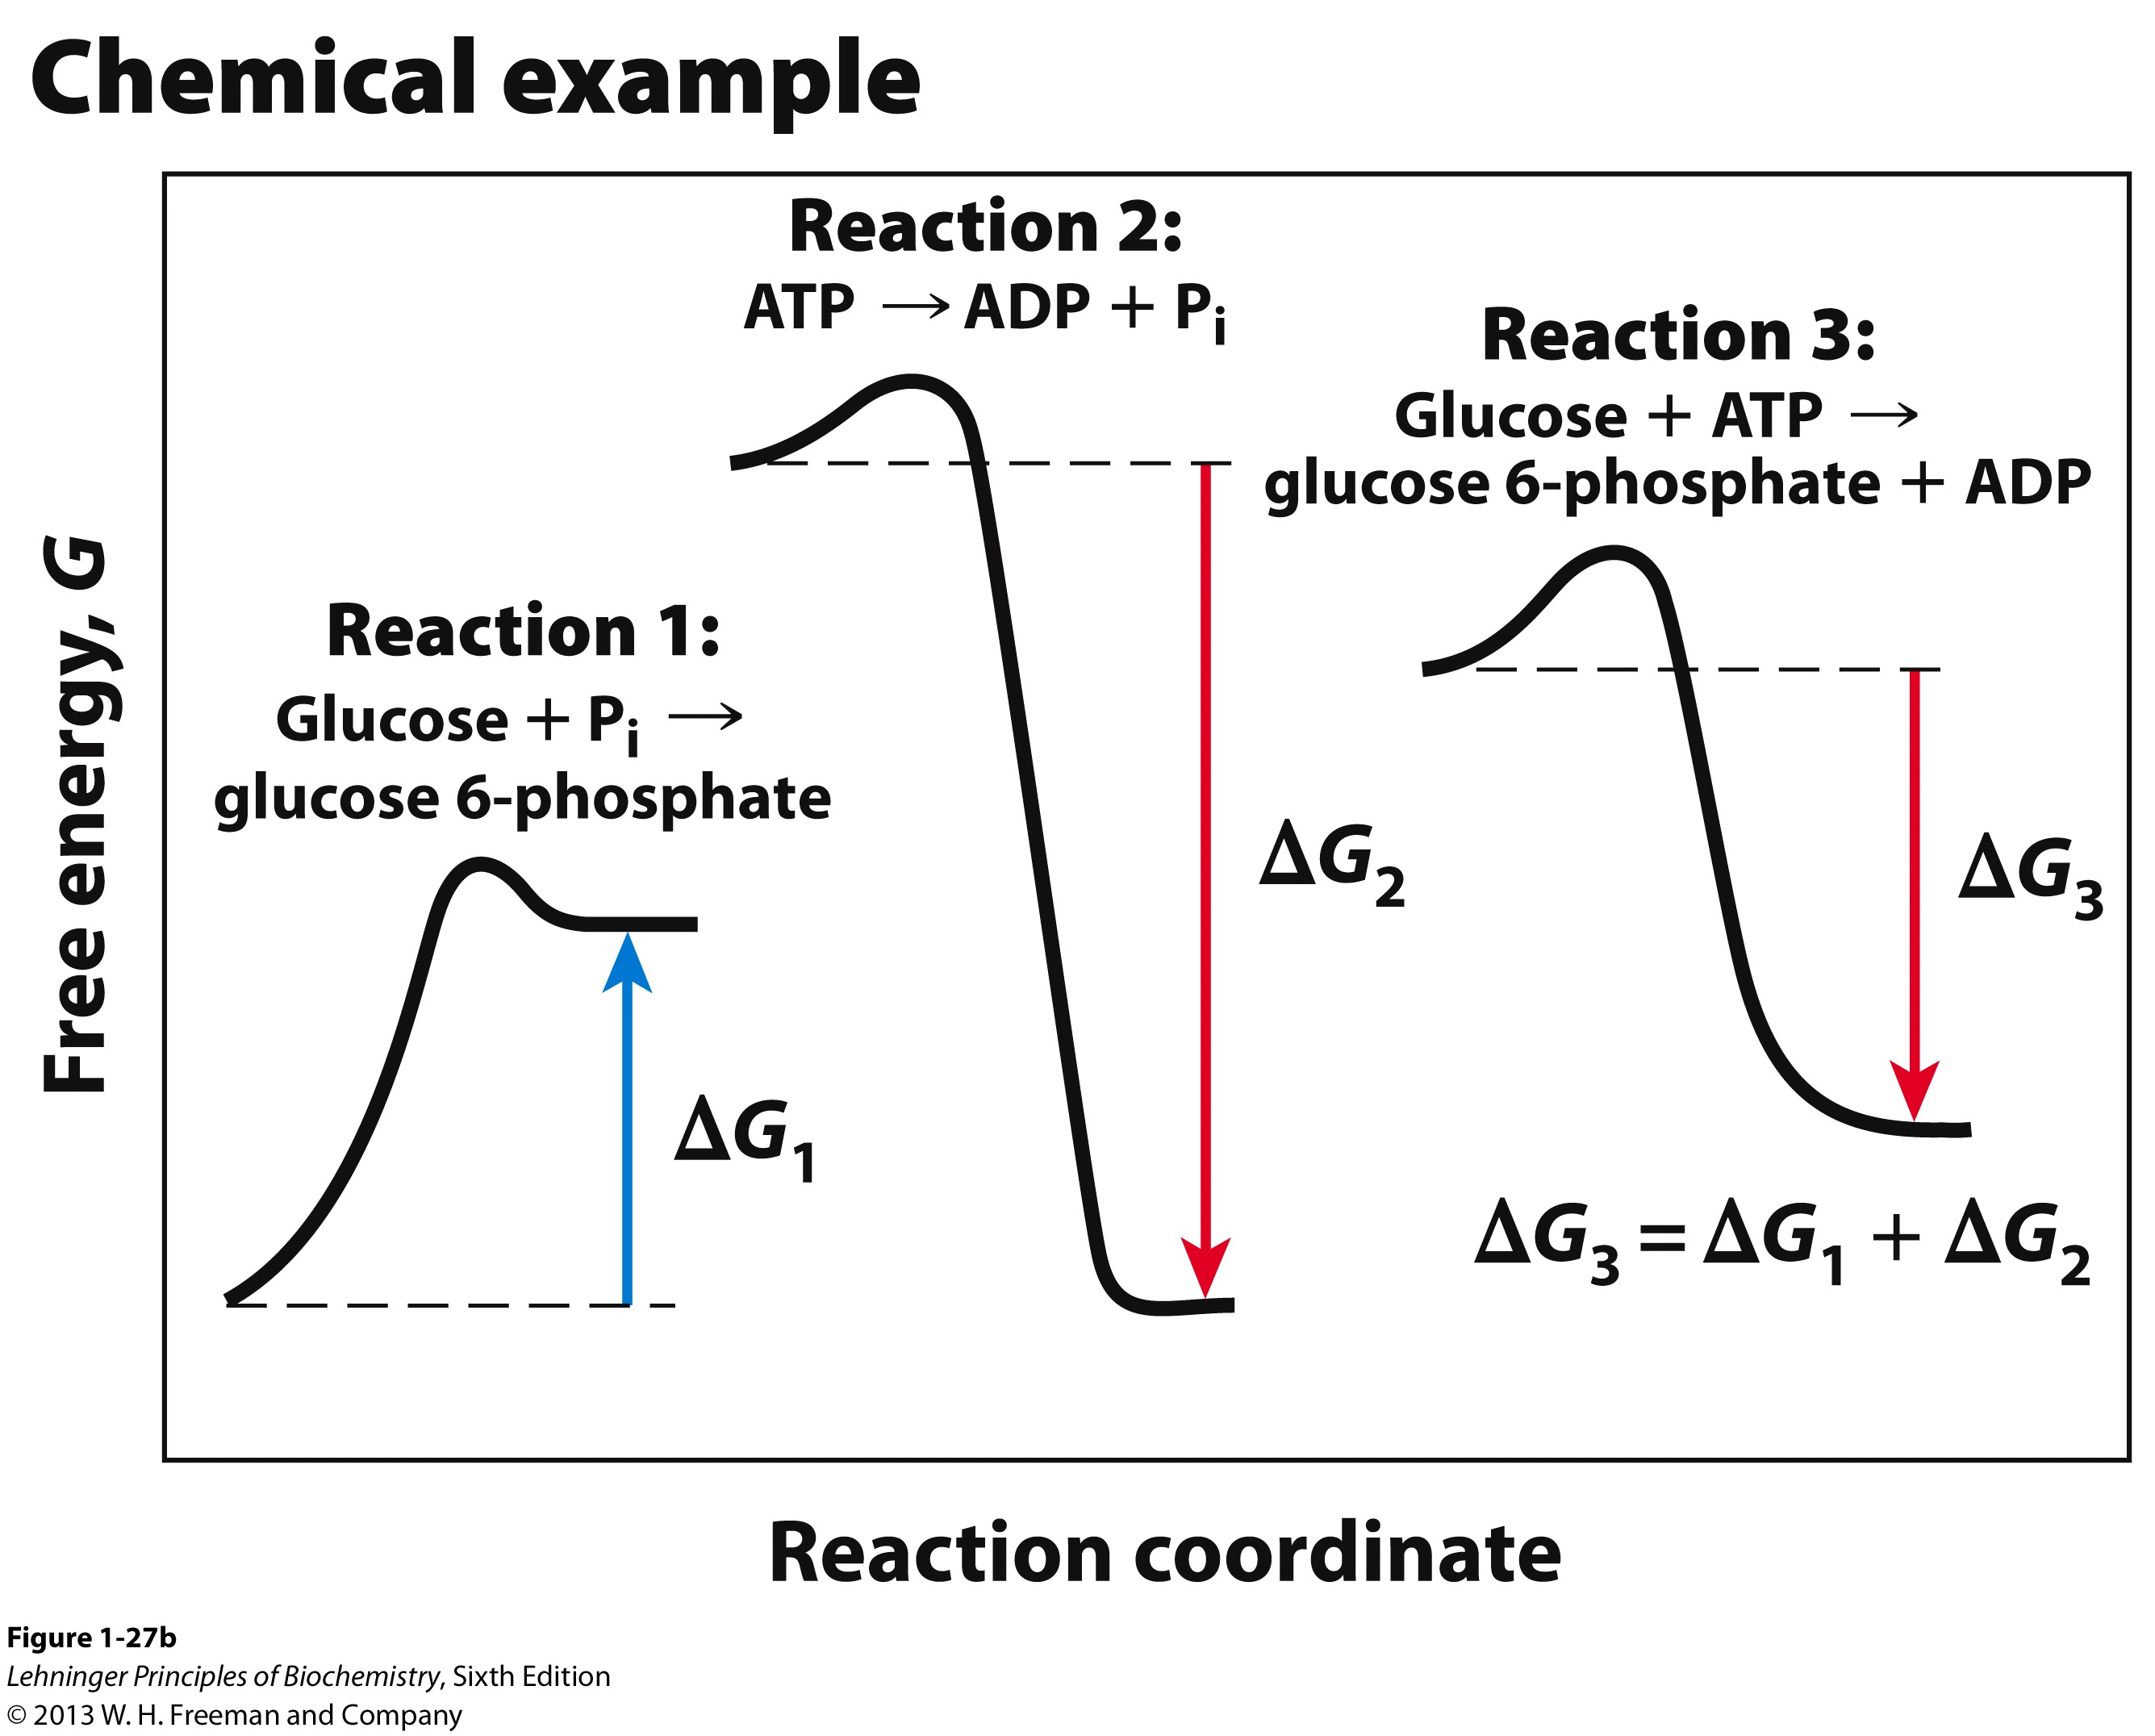 Chemical example
Free energy, G
Reaction 1:
Glucose + Pi →
glucose 6-phosphate
ΔG1
Reaction 2:
ATP → ADP + Pi
ΔG2
Reaction 3:
Glucose + ATP →
glucose 6-phosphate + ADP
ΔG3
ΔG3 = ΔG1 + ΔG2
Reaction coordinate
Figure 1-27b
Lehninger Principles of Biochemistry, Sixth Edition
© 2013 W. H. Freeman and Company